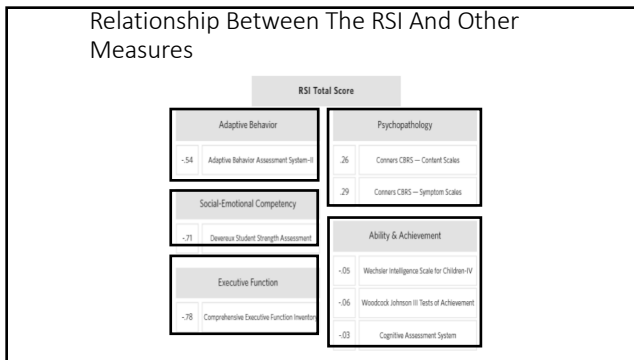 Relationship Between The RSI And Other
Measures
RSI Total Score
Adaptive Behavior
-.54 Adaptive Behavior Assessment System-II
Social-Emotional Competency
-.71 Devereux Student Strength Assessment
Executive Function
-.78 Comprehensive Executive Function Inventory
Psychopathology
.26 Conners CBRS — Content Scales
.29 Conners CBRS — Symptom Scales
Ability & Achievement
-.05 Wechsler Intelligence Scale for Children-IV
-.06 Woodcock Johnson III Tests of Achievement
-.03 Cognitive Assessment System